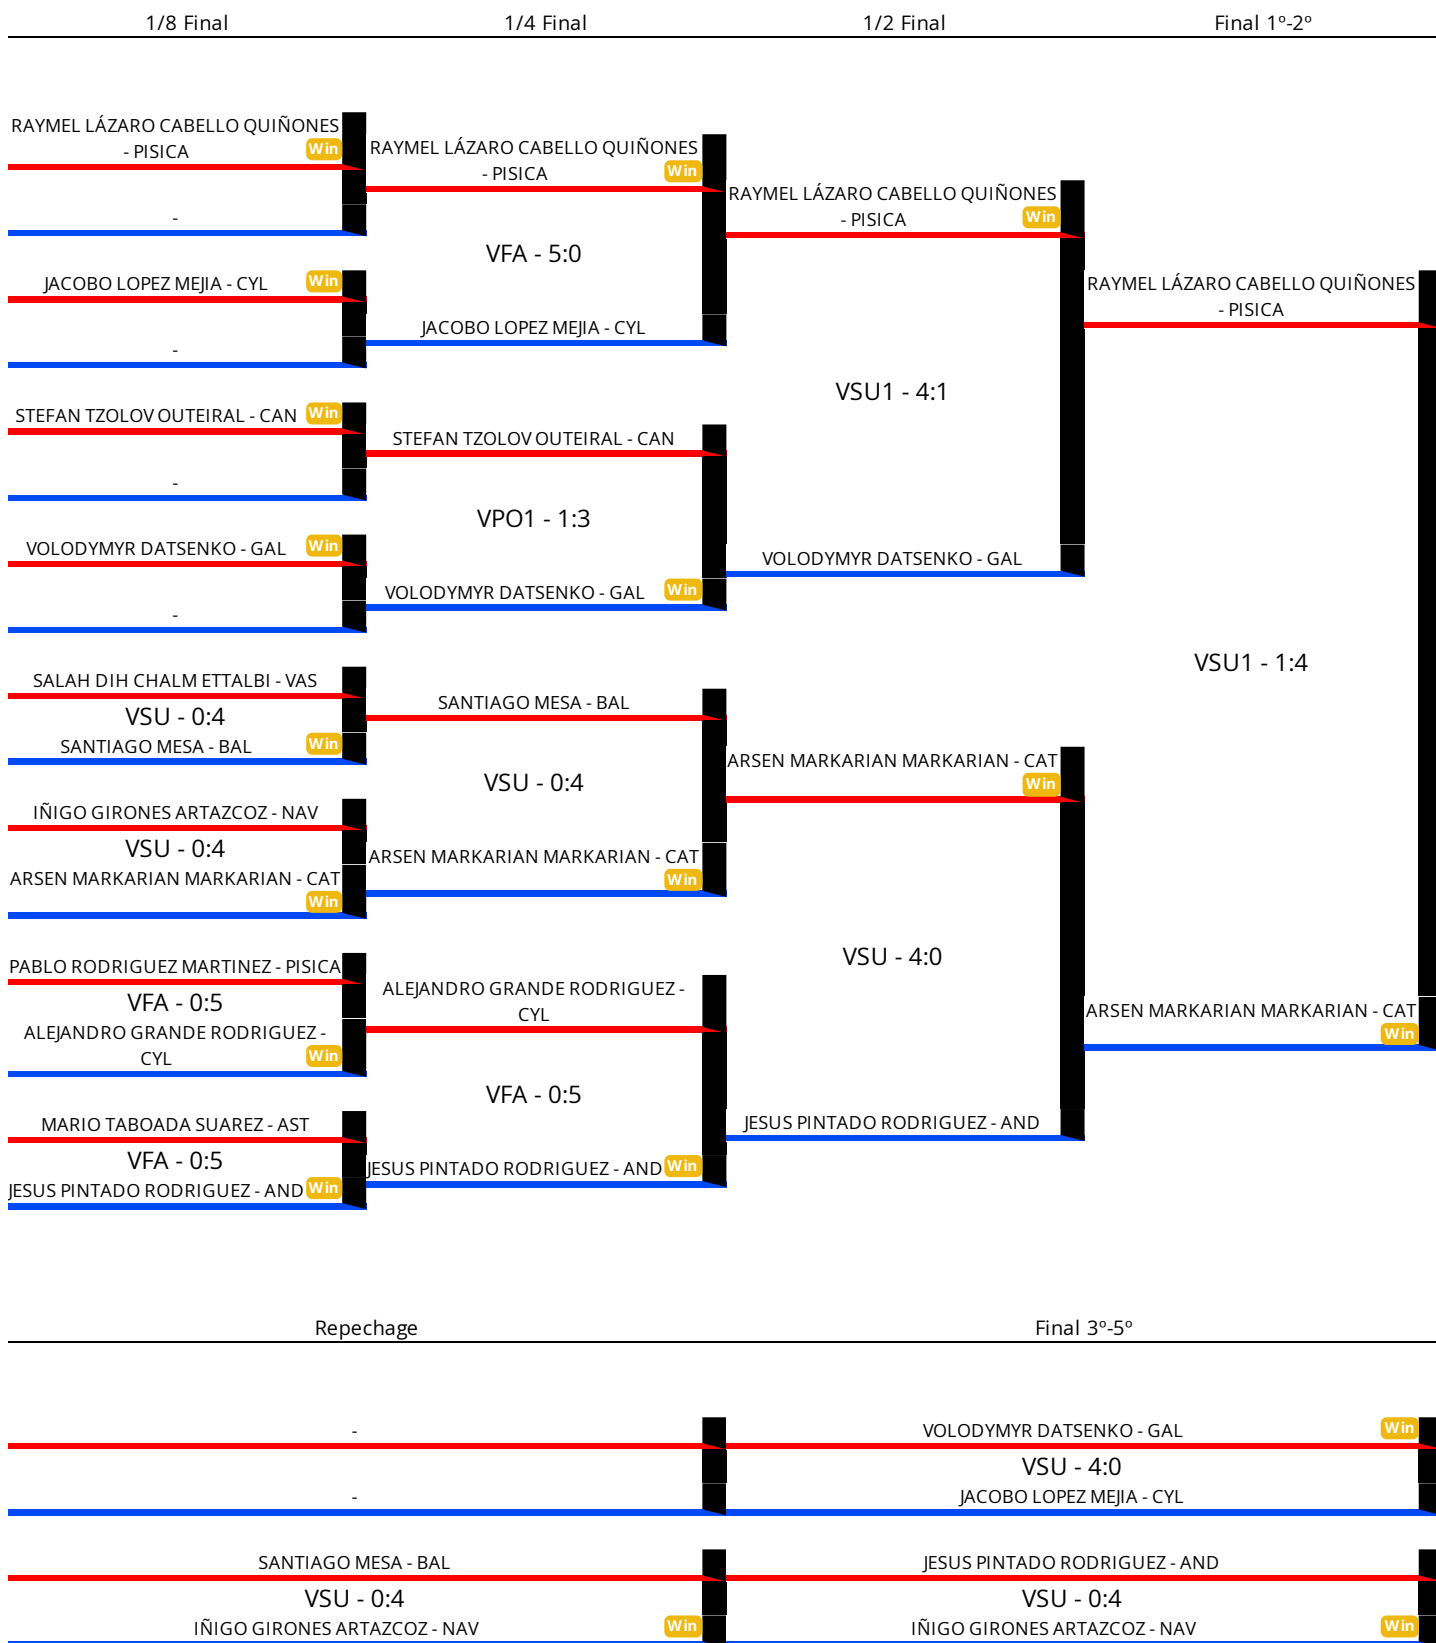 1/8 Final
1/4 Final
1/2 Final
Final 1º-2º
RAYMEL LÁZARO CABELLO QUIÑONES
- PISICA
Win
-
JACOBO LOPEZ MEJIA - CYL
Win
-
STEFAN TZOLOV OUTEIRAL - CAN
Win
-
VOLODYMYR DATSENKO - GAL
Win
-
SALAH DIH CHALM ETTALBI - VAS
VSU - 0:4
SANTIAGO MESA - BAL
Win
IÑIGO GIRONES ARTAZCOZ - NAV
VSU - 0:4
ARSEN MARKARIAN MARKARIAN - CAT
Win
PABLO RODRIGUEZ MARTINEZ - PISICA
VFA - 0:5
ALEJANDRO GRANDE RODRIGUEZ -
CYL
Win
MARIO TABOADA SUAREZ - AST
VFA - 0:5
JESUS PINTADO RODRIGUEZ - AND
Win
RAYMEL LÁZARO CABELLO QUIÑONES
- PISICA
Win
VFA - 5:0
JACOBO LOPEZ MEJIA - CYL
STEFAN TZOLOV OUTEIRAL - CAN
VPO1 - 1:3
VOLODYMYR DATSENKO - GAL
Win
SANTIAGO MESA - BAL
VSU - 0:4
ARSEN MARKARIAN MARKARIAN - CAT
Win
ALEJANDRO GRANDE RODRIGUEZ -
CYL
VFA - 0:5
JESUS PINTADO RODRIGUEZ - AND
Win
RAYMEL LÁZARO CABELLO QUIÑONES
- PISICA
Win
VSU1 - 4:1
VOLODYMYR DATSENKO - GAL
ARSEN MARKARIAN MARKARIAN - CAT
Win
VSU - 4:0
JESUS PINTADO RODRIGUEZ - AND
RAYMEL LÁZARO CABELLO QUIÑONES
- PISICA
VSU1 - 1:4
ARSEN MARKARIAN MARKARIAN - CAT
Win
Repechage
Final 3º-5º
-
-
SANTIAGO MESA - BAL
VSU - 0:4
IÑIGO GIRONES ARTAZCOZ - NAV
Win
VOLODYMYR DATSENKO - GAL
Win
VSU - 4:0
JACOBO LOPEZ MEJIA - CYL
JESUS PINTADO RODRIGUEZ - AND
VSU - 0:4
IÑIGO GIRONES ARTAZCOZ - NAV
Win